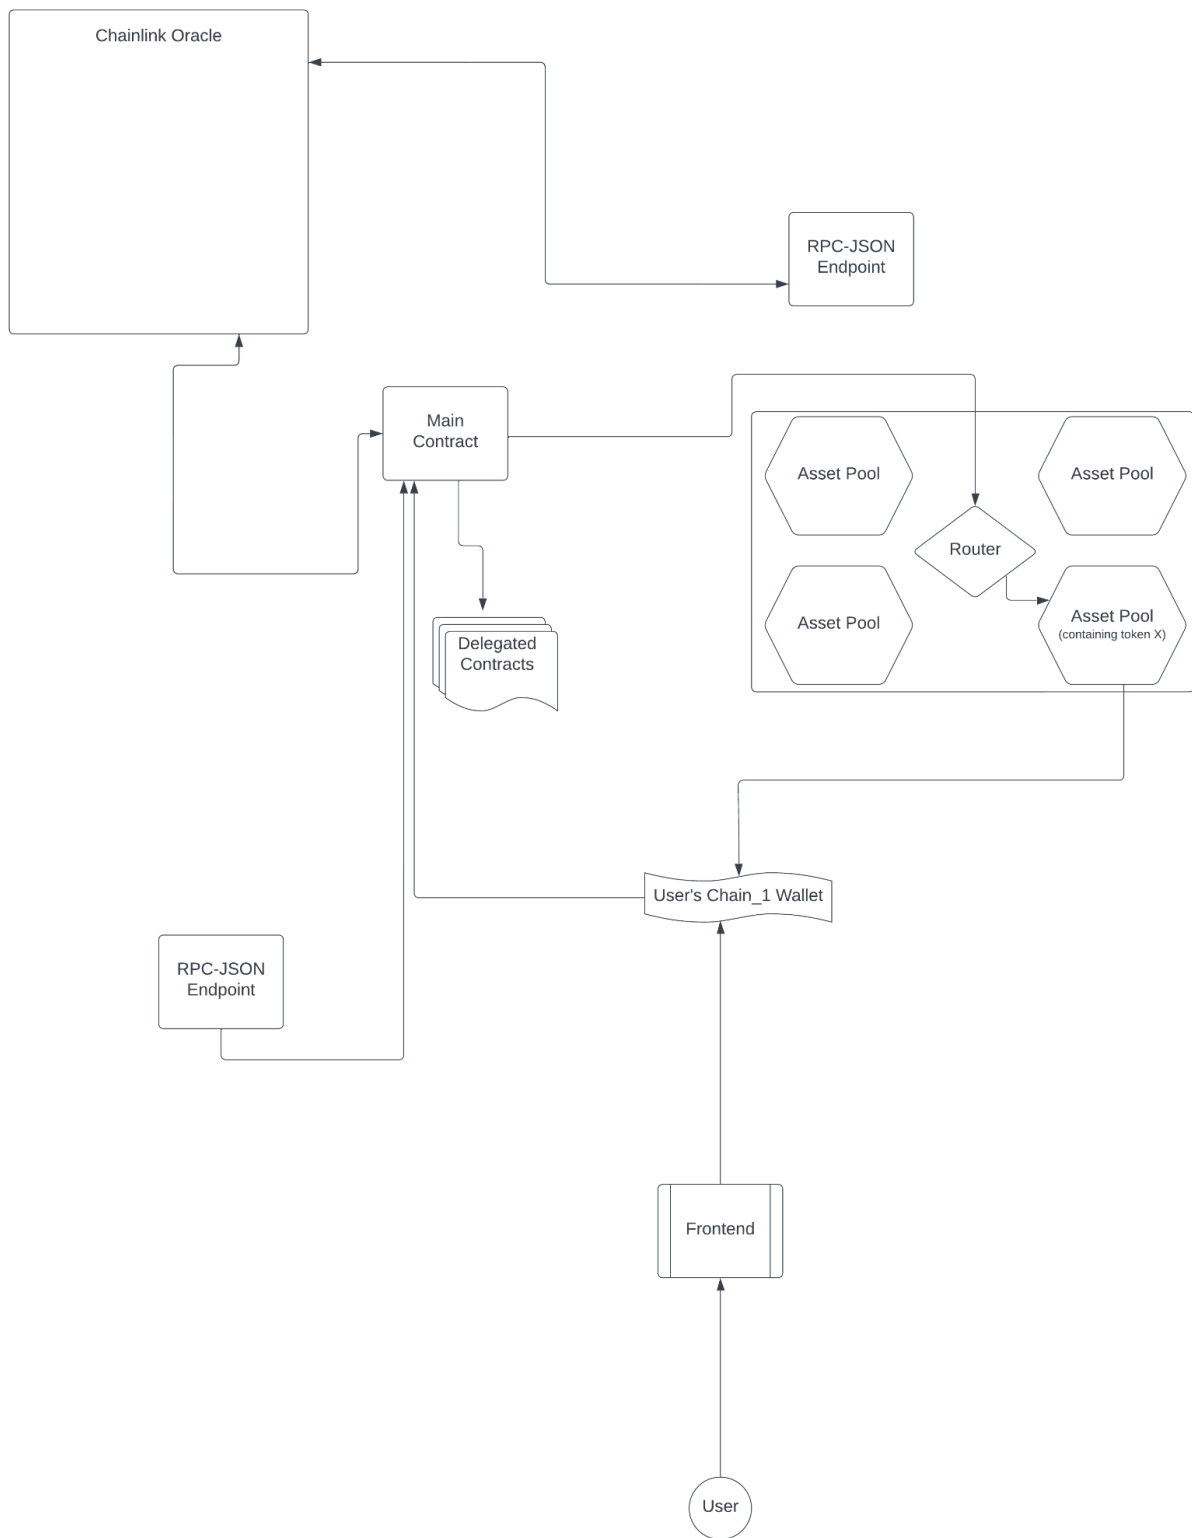 Chainlink Oracle
RPC-JSON
Endpoint
Main
Contract
Asset Pool
Asset Pool
Router
Asset Pool
Asset Pool
(containing token X)
Delegated
Contracts
User's Chain_1 Wallet
RPC-JSON
Endpoint
Frontend
User